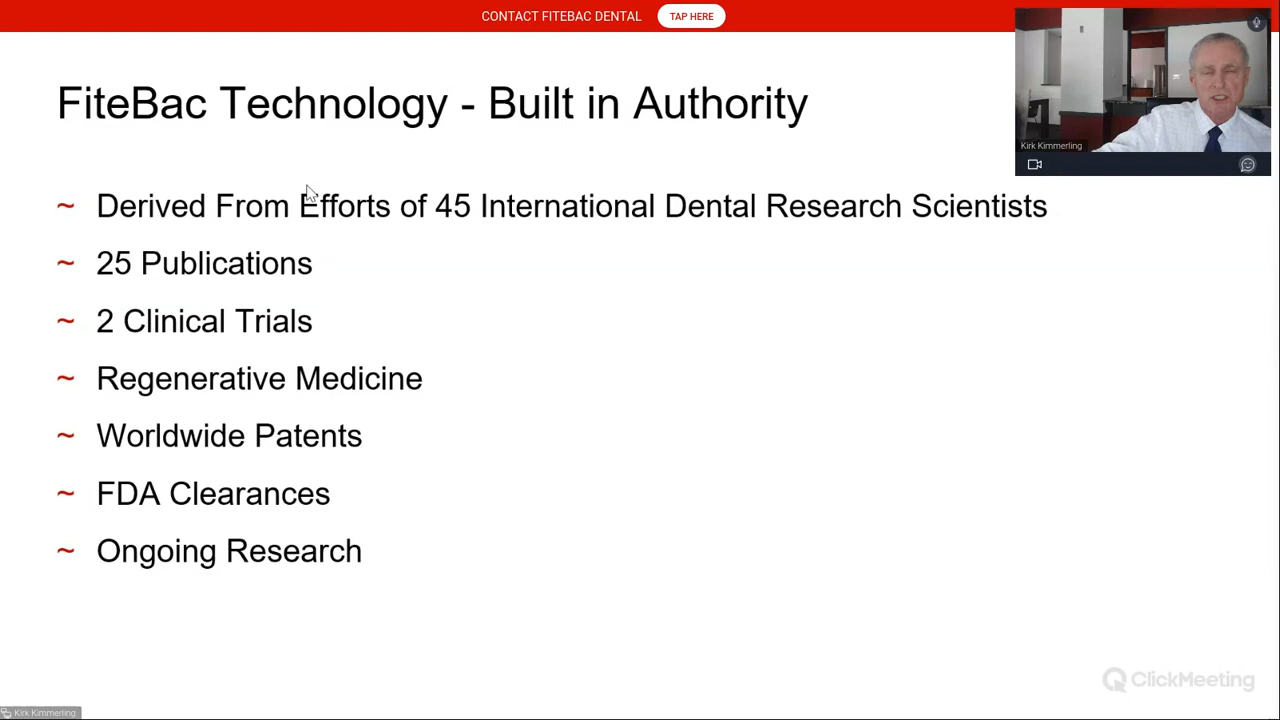 CONTACT FITEBAC DENTAL TAP HERE
FiteBac Technology - Built in Authority
Kirk Kimmerling
~ Derived From Efforts of 45 International Dental Research Scientists
~ 25 Publications
~ 2 Clinical Trials
~ Regenerative Medicine
~ Worldwide Patents
~ FDA Clearances
~ Ongoing Research
ClickMeeting
Kirk Kimmerling